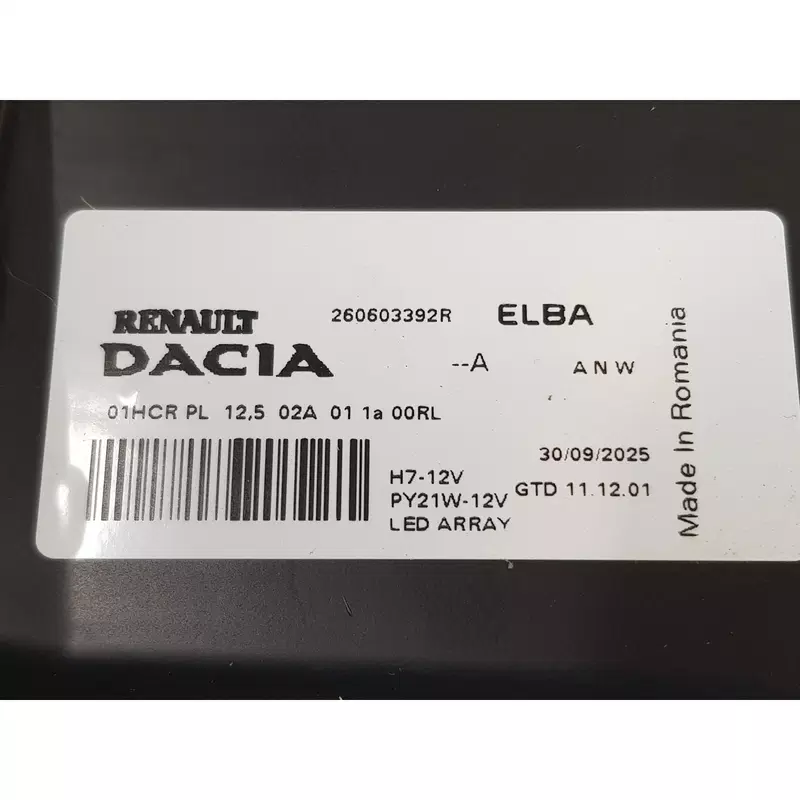 RENAULT 260603392R ELBA
DACIA --A ANW
01HCR PL 12,5 02A 01 1a 00RL
30/09/2025
H7-12V
PY21W-12V GTD 11.12.01
LED ARRAY
Made In Romania